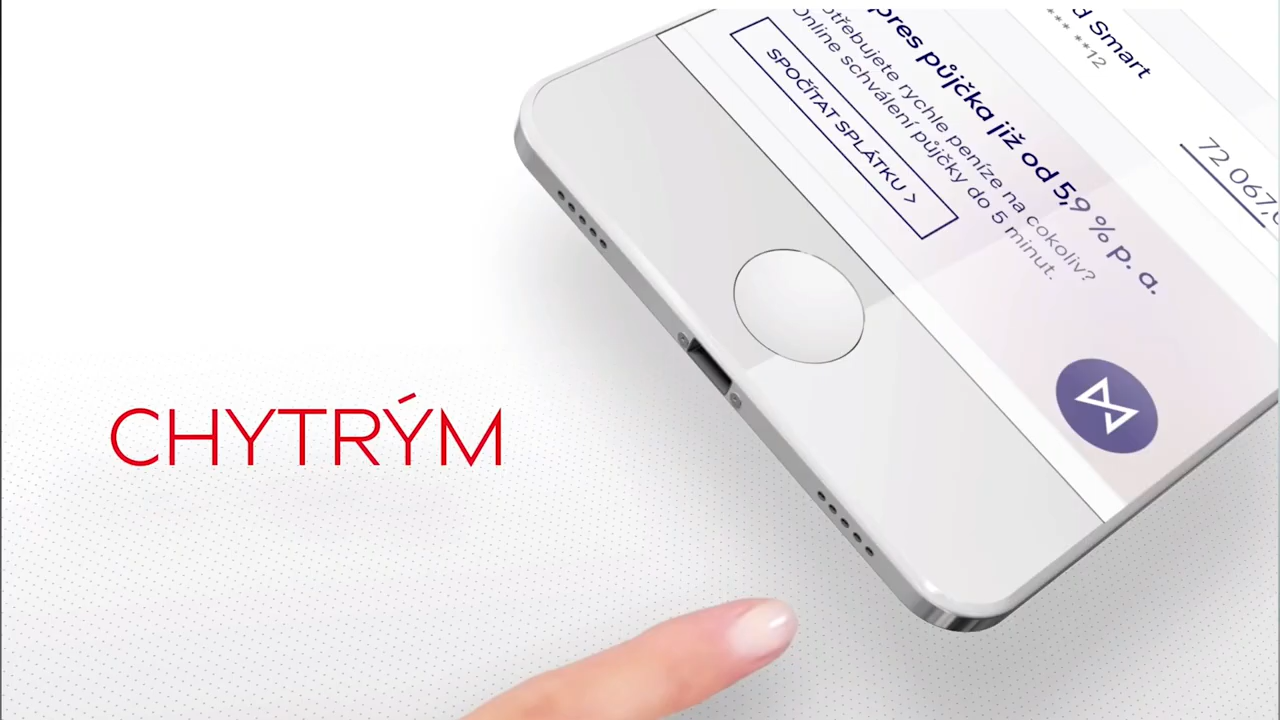 CHYTRÝM
d Smart
** **12
72 067,
pres půjčka již od 5,9 % p. a.
otřebujete rychle peníze na cokoliv?
Online schválení půjčky do 5 minut.
SPOČÍTAT SPLÁTKU >